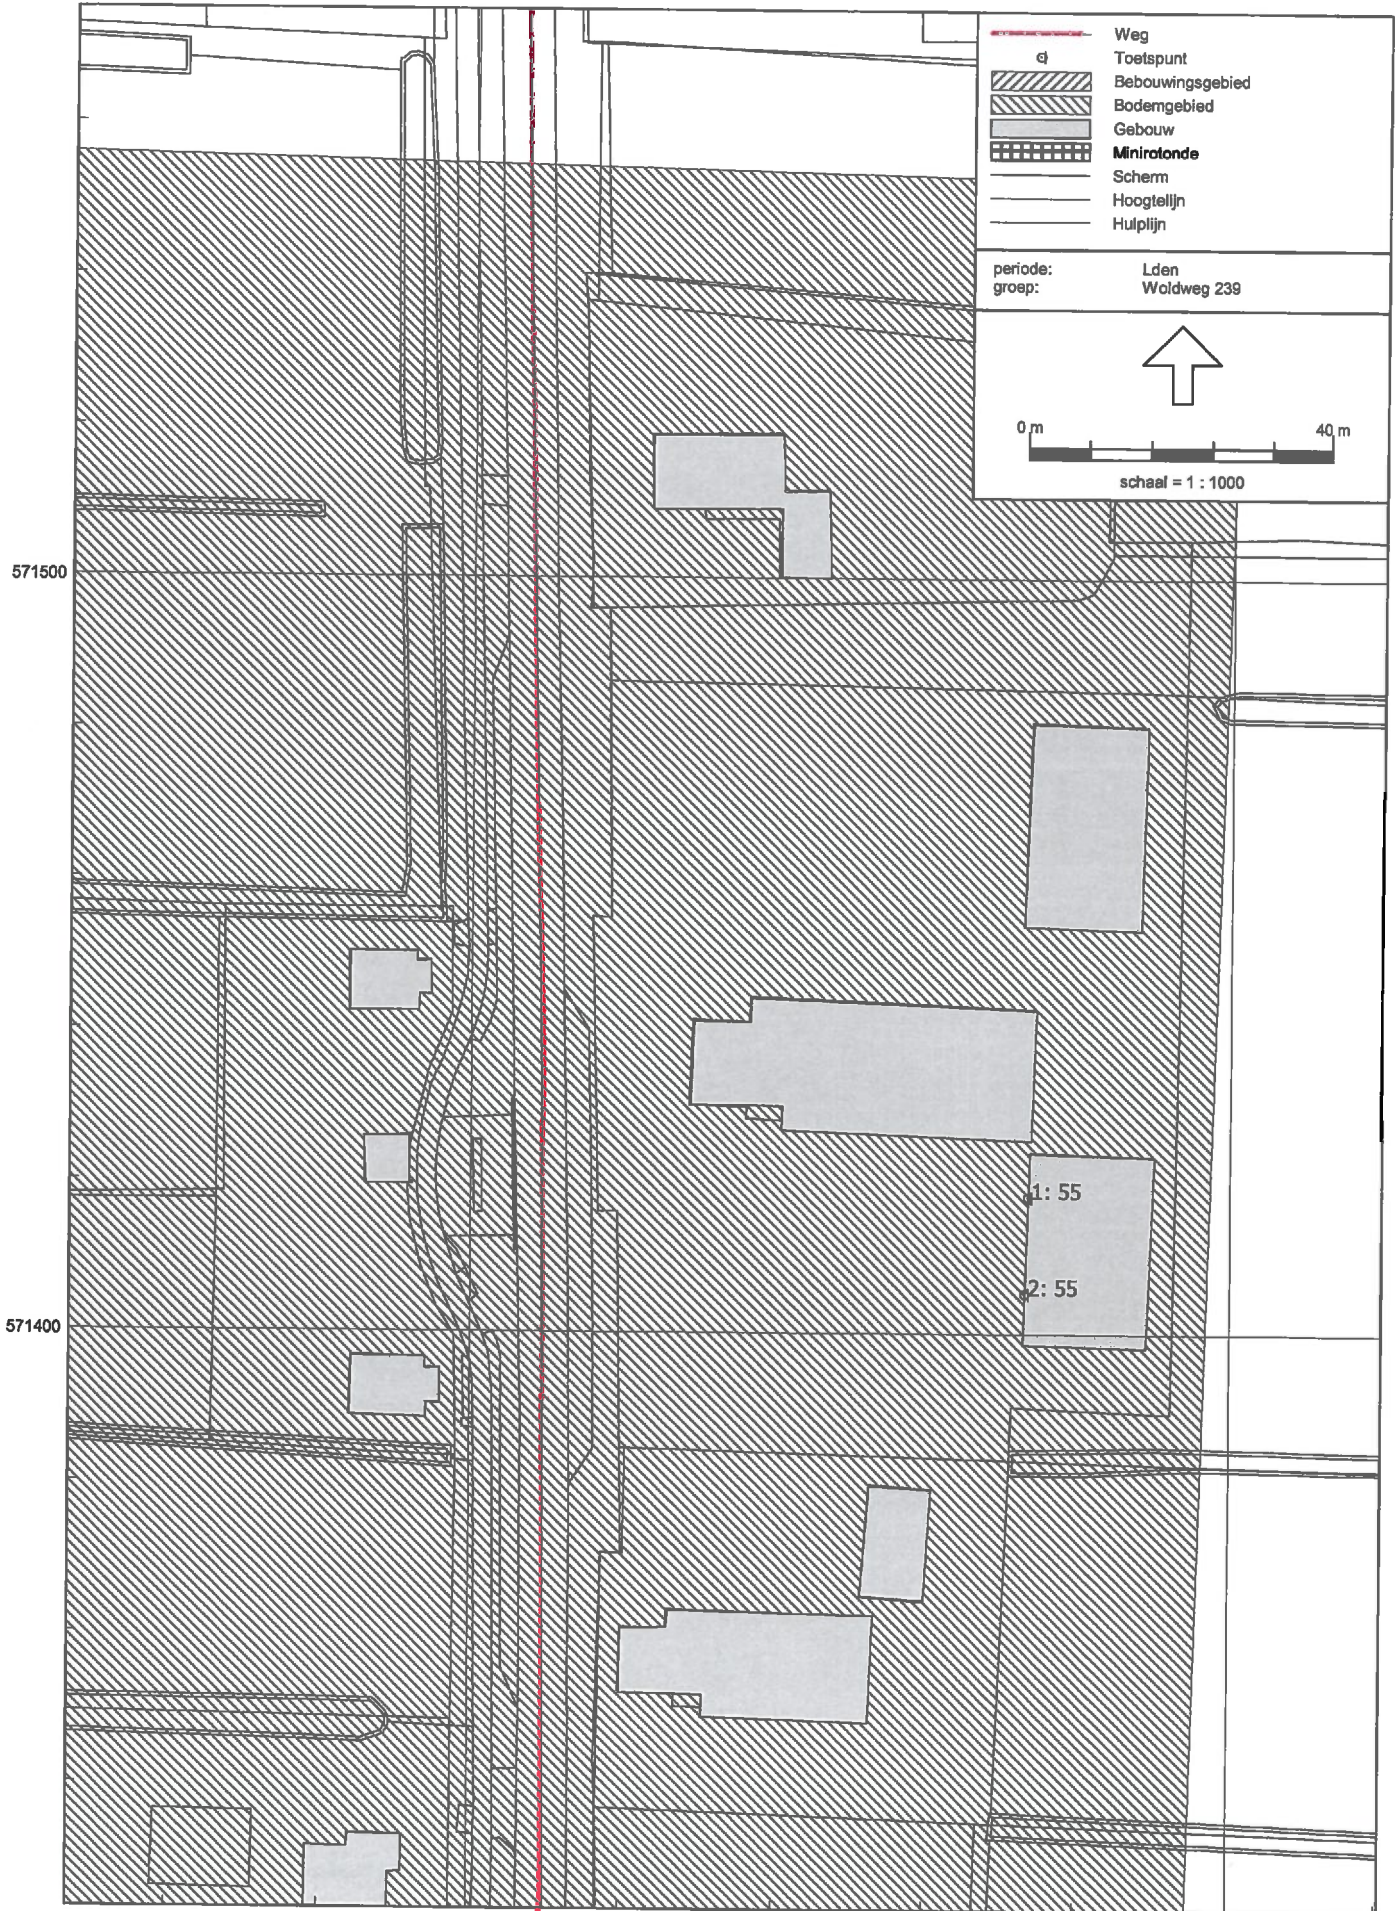 Weg
Toetspunt
Bebouwingsgebied
Bodemgebied
Gebouw
Minirotonde
Scherm
Hoogtelijn
Hulplijn
periode: Lden
groep: Woldweg 239
0 m 40 m
schaal = 1 : 1000
571500
1: 55
2: 55
571400